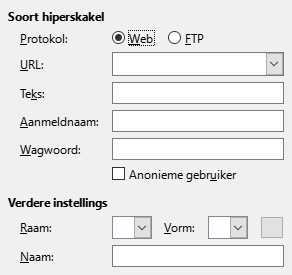 Soort hiperskakel
Protokol: Web FTP
URL:
Teks:
Aanmeldnaam:
Wagwoord:
Anonieme gebruiker
Verdere instellings
Raam: Vorm:
Naam: